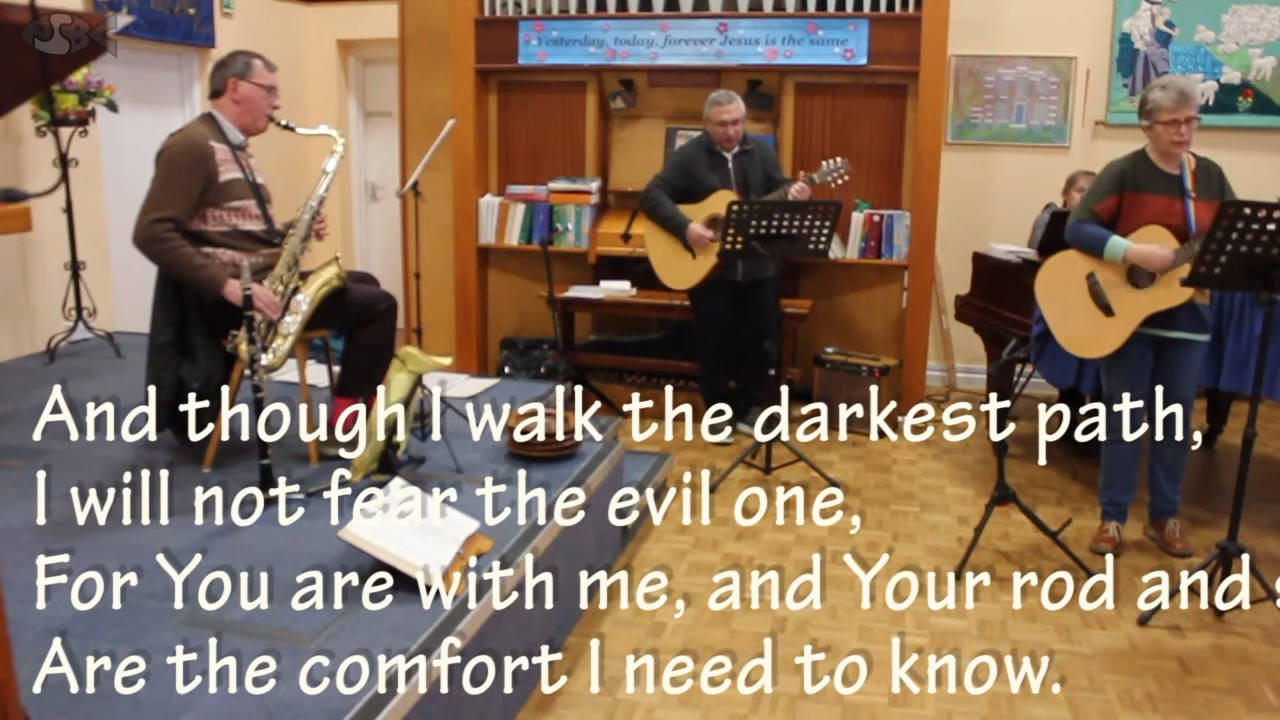 JSBC
Yesterday, today, forever Jesus is the same
And though I walk the darkest path,
I will not fear the evil one,
For You are with me, and Your rod and
Are the comfort I need to know.